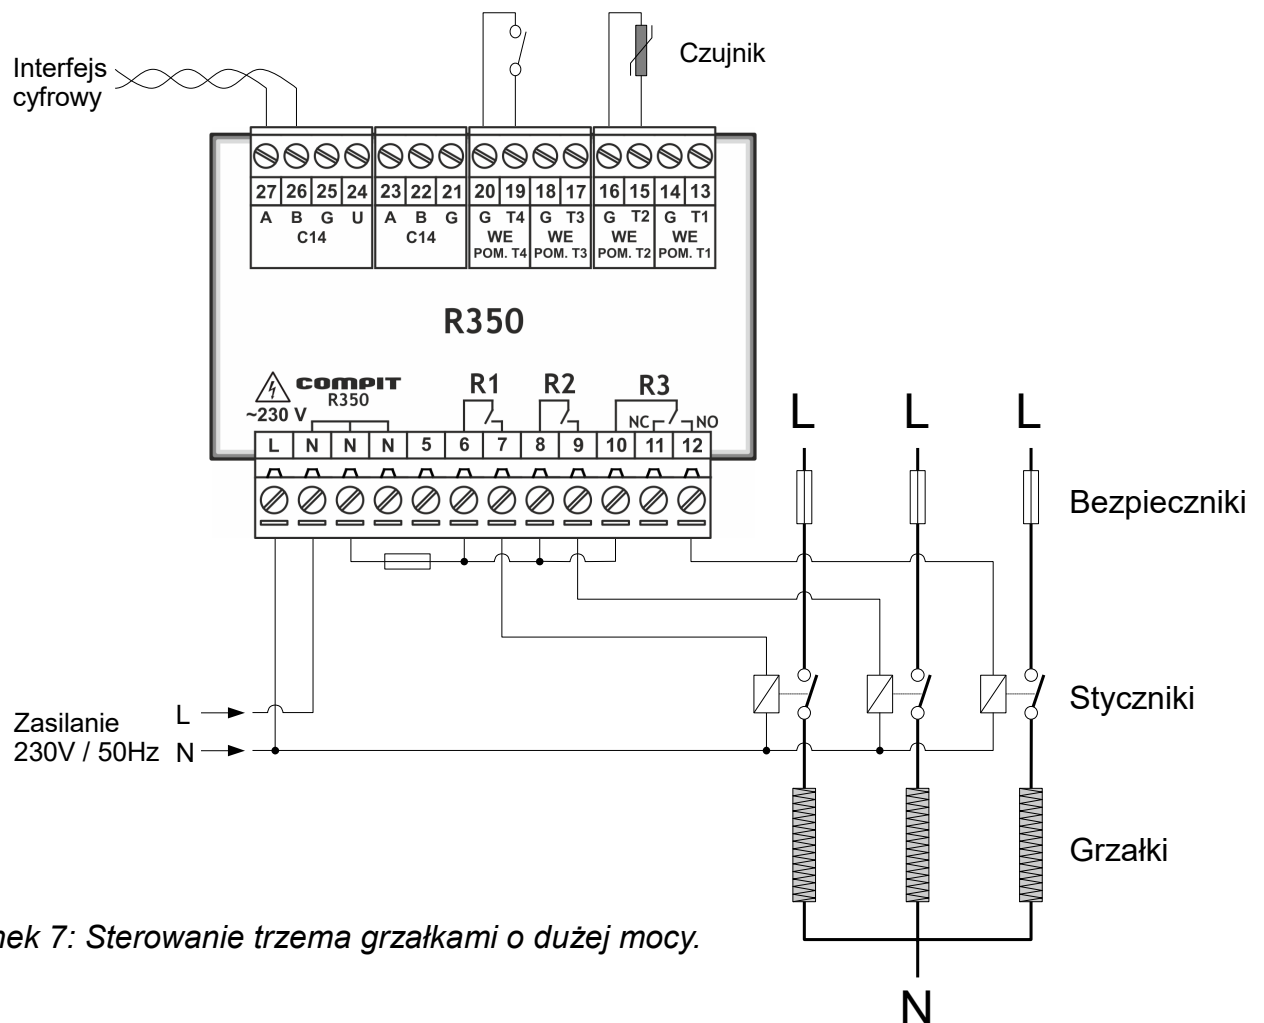 Interfejs
cyfrowy
Czujnik
27 26 25 24 23 22 21 20 19 18 17 16 15 14 13
A B G U A B G G T4 G T3 G T2 G T1
C14 C14 WE WE WE WE
POM. T4 POM. T3 POM. T2 POM. T1
R350
COMPIT
R350
~230 V
R1 R2 R3
NC NO
L N N N 5 6 7 8 9 10 11 12
L L L
Bezpieczniki
Styczniki
Zasilanie L
230V / 50Hz N
Grzałki
nek 7: Sterowanie trzema grzałkami o dużej mocy.
N